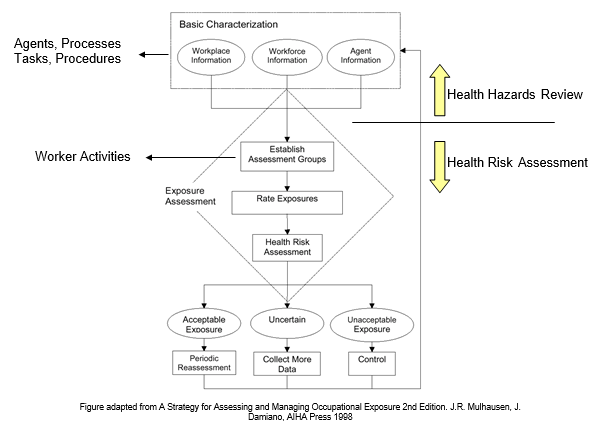 Basic Characterization
Agents, Processes
Tasks, Procedures
Workplace
Information
Workforce
Information
Agent
Information
Health Hazards Review
Health Risk Assessment
Worker Activities
Establish
Assessment Groups
Exposure
Assessment
Rate Exposures
Health Risk
Assessment
Acceptable
Exposure
Uncertain
Unacceptable
Exposure
Periodic
Reassessment
Collect More
Data
Control
Figure adapted from A Strategy for Assessing and Managing Occupational Exposure 2nd Edition. J.R. Mulhausen, J.
Damiano, AIHA Press 1998